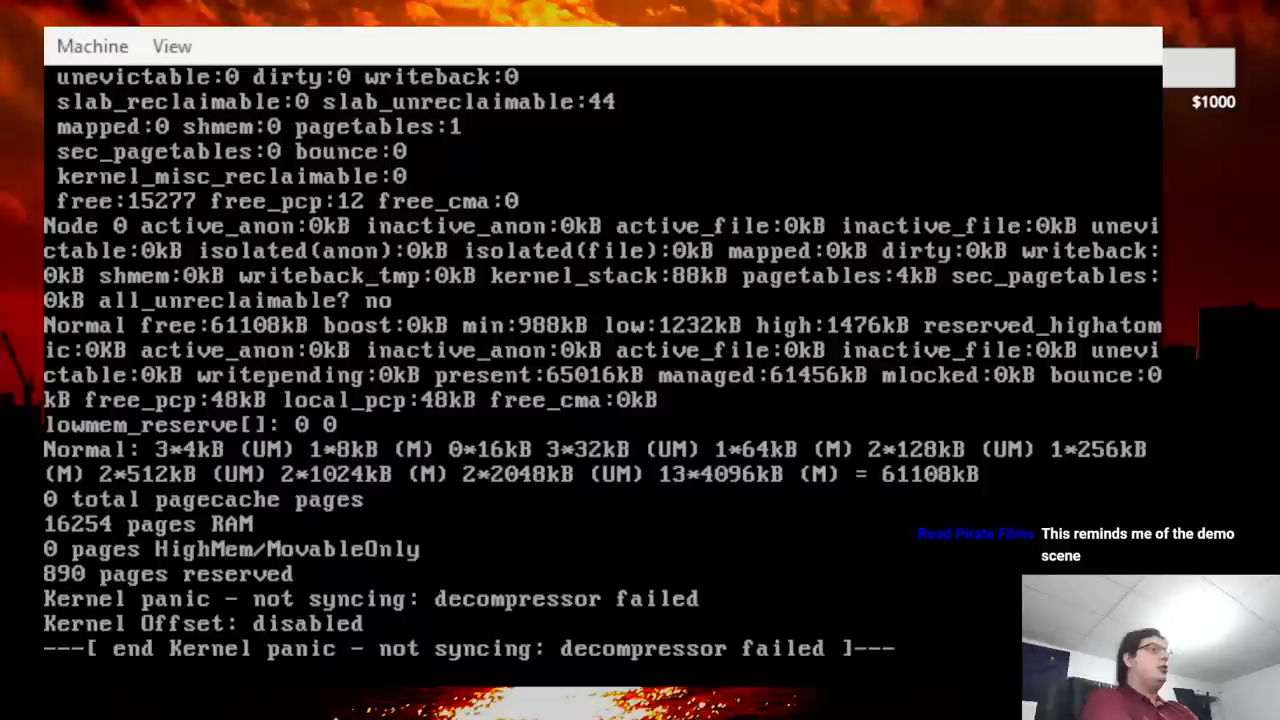 Machine View
unevictable:0 dirty:0 writeback:0
slab_reclaimable:0 slab_unreclaimable:44
mapped:0 shmem:0 pagetables:1
sec_pagetables:0 bounce:0
kernel_misc_reclaimable:0
free:15277 free_pcp:12 free_cma:0
Node 0 active_anon:0kB inactive_anon:0kB active_file:0kB inactive_file:0kB unevi
ctable:0kB isolated(anon):0kB isolated(file):0kB mapped:0kB dirty:0kB writeback:
0kB shmem:0kB writeback_tmp:0kB kernel_stack:88kB pagetables:4kB sec_pagetables:
0kB all_unreclaimable? no
Normal free:61108kB boost:0kB min:988kB low:1232kB high:1476kB reserved_highatom
ic:0KB active_anon:0kB inactive_anon:0kB active_file:0kB inactive_file:0kB unevi
ctable:0kB writepending:0kB present:65016kB managed:61456kB mlocked:0kB bounce:0
kB free_pcp:48kB local_pcp:48kB free_cma:0kB
lowmem_reserve[]: 0 0
Normal: 3*4kB (UM) 1*8kB (M) 0*16kB 3*32kB (UM) 1*64kB (M) 2*128kB (UM) 1*256kB
(M) 2*512kB (UM) 2*1024kB (M) 2*2048kB (UM) 13*4096kB (M) = 61108kB
0 total pagecache pages
16254 pages RAM
0 pages HighMem/MovableOnly
890 pages reserved
Kernel panic - not syncing: decompressor failed
Kernel Offset: disabled
---[ end Kernel panic - not syncing: decompressor failed ]---
$1000
Road Pirate Films This reminds me of the demo
scene